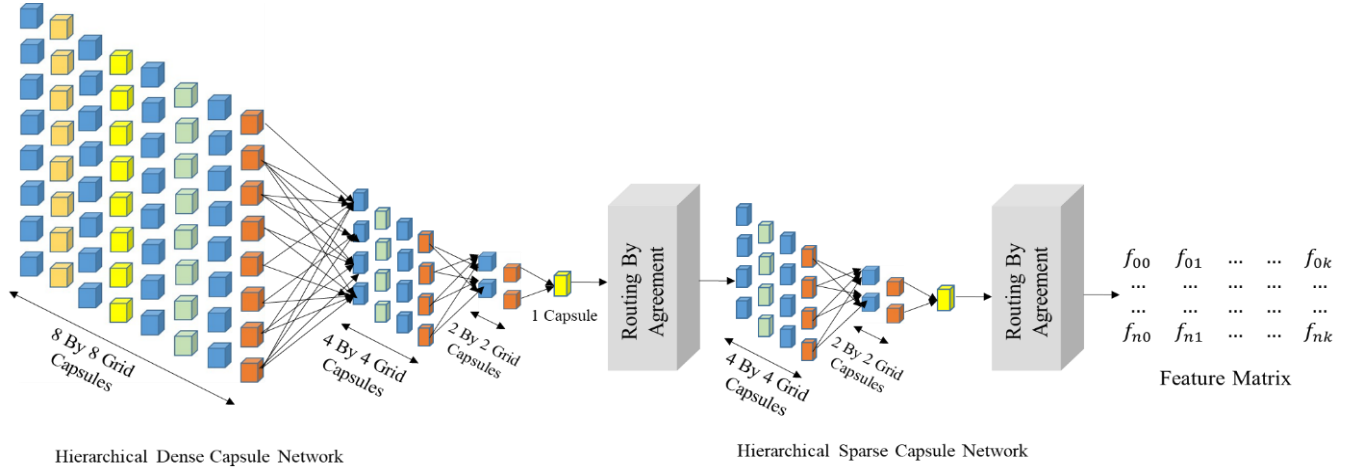 8 By 8 Grid
Capsules
4 By 4 Grid
Capsules
2 By 2 Grid
Capsules
1 Capsule
Routing By
Agreement
4 By 4 Grid
Capsules
2 By 2 Grid
Capsules
Routing By
Agreement
f00 f01 ... ... f0k
... ... ... ... ...
... ... ... ... ...
fn0 fn1 ... ... fnk
Feature Matrix
Hierarchical Dense Capsule Network
Hierarchical Sparse Capsule Network